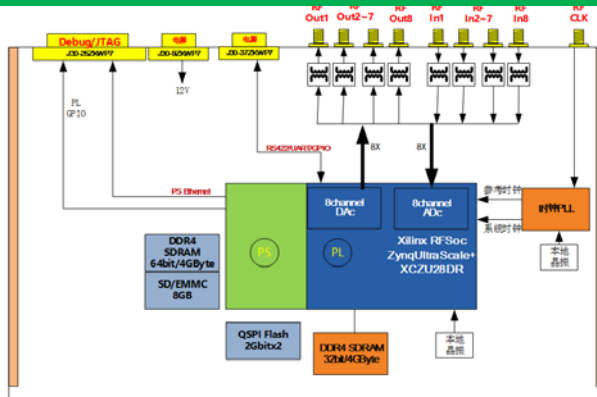 RF
Out1
RF
Out2~7
RF
Out8
RF
In1
RF
In2~7
RF
In8
RF
CLK
Debug/JTAG
电源
电源
J30-25ZKWP7
J30-9ZKWP7
J30-37ZKWP7
PL
GPIO
12V
RS422/UART/GPIO
8X
8X
PS Ethernet
8channel
DAc
8channel
ADc
参考时钟
系统时钟
时钟PLL
本地
晶振
PS
PL
Xilinx RFSoc
ZynqUltraScale+
XCZU28DR
DDR4
SDRAM
64bit/4GByte
SD/EMMC
8GB
QSPI Flash
2Gbitx2
DDR4 SDRAM
32bit/4GByte
本地
晶振